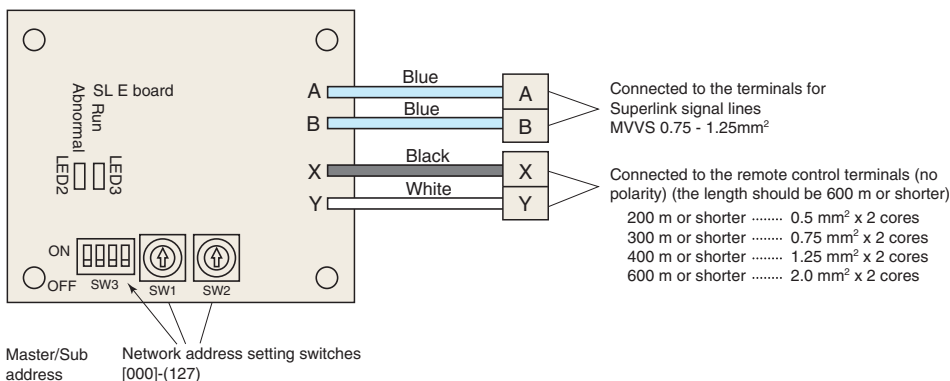 SL E board
Abnormal
Run
LED2
LED3
A
B
X
Y
Blue
Blue
Black
White
A
B
X
Y
Connected to the terminals for
Superlink signal lines
MVVS 0.75 - 1.25mm²
Connected to the remote control terminals (no
polarity) (the length should be 600 m or shorter)
200 m or shorter ........ 0.5 mm² x 2 cores
300 m or shorter ........ 0.75 mm² x 2 cores
400 m or shorter ........ 1.25 mm² x 2 cores
600 m or shorter ........ 2.0 mm² x 2 cores
ON
OFF
SW3
SW1
SW2
Master/Sub
address
Network address setting switches
[000]-(127)